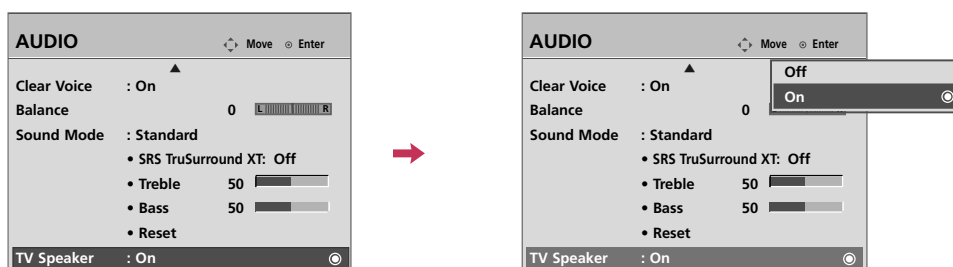 AUDIO Move Enter
Clear Voice : On
Balance 0 L R
Sound Mode : Standard
• SRS TruSurround XT: Off
• Treble 50
• Bass 50
• Reset
TV Speaker : On
AUDIO Move Enter
Clear Voice : On
Balance 0 L
Sound Mode : Standard
• SRS TruSurround XT: Off
• Treble 50
• Bass 50
• Reset
TV Speaker : On
Off
On